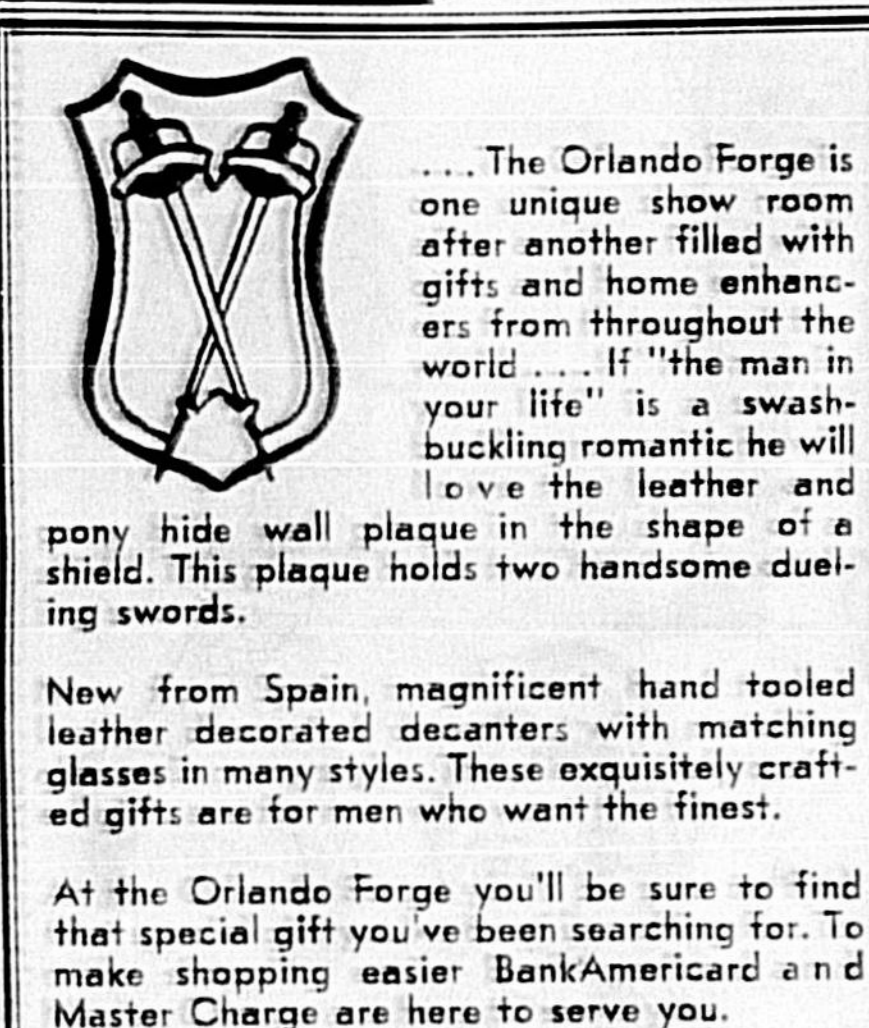 .... The Orlando Forge is
one unique show room
after another filled with
gifts and home enhanc-
ers from throughout the
world .... If "the man in
your life" is a swash-
buckling romantic he will
love the leather and
pony hide wall plaque in the shape of a
shield. This plaque holds two handsome duel-
ing swords.
New from Spain, magnificent hand tooled
leather decorated decanters with matching
glasses in many styles. These exquisitely craft-
ed gifts are for men who want the finest.
At the Orlando Forge you'll be sure to find
that special gift you've been searching for. To
make shopping easier BankAmericard and
Master Charge are here to serve you.